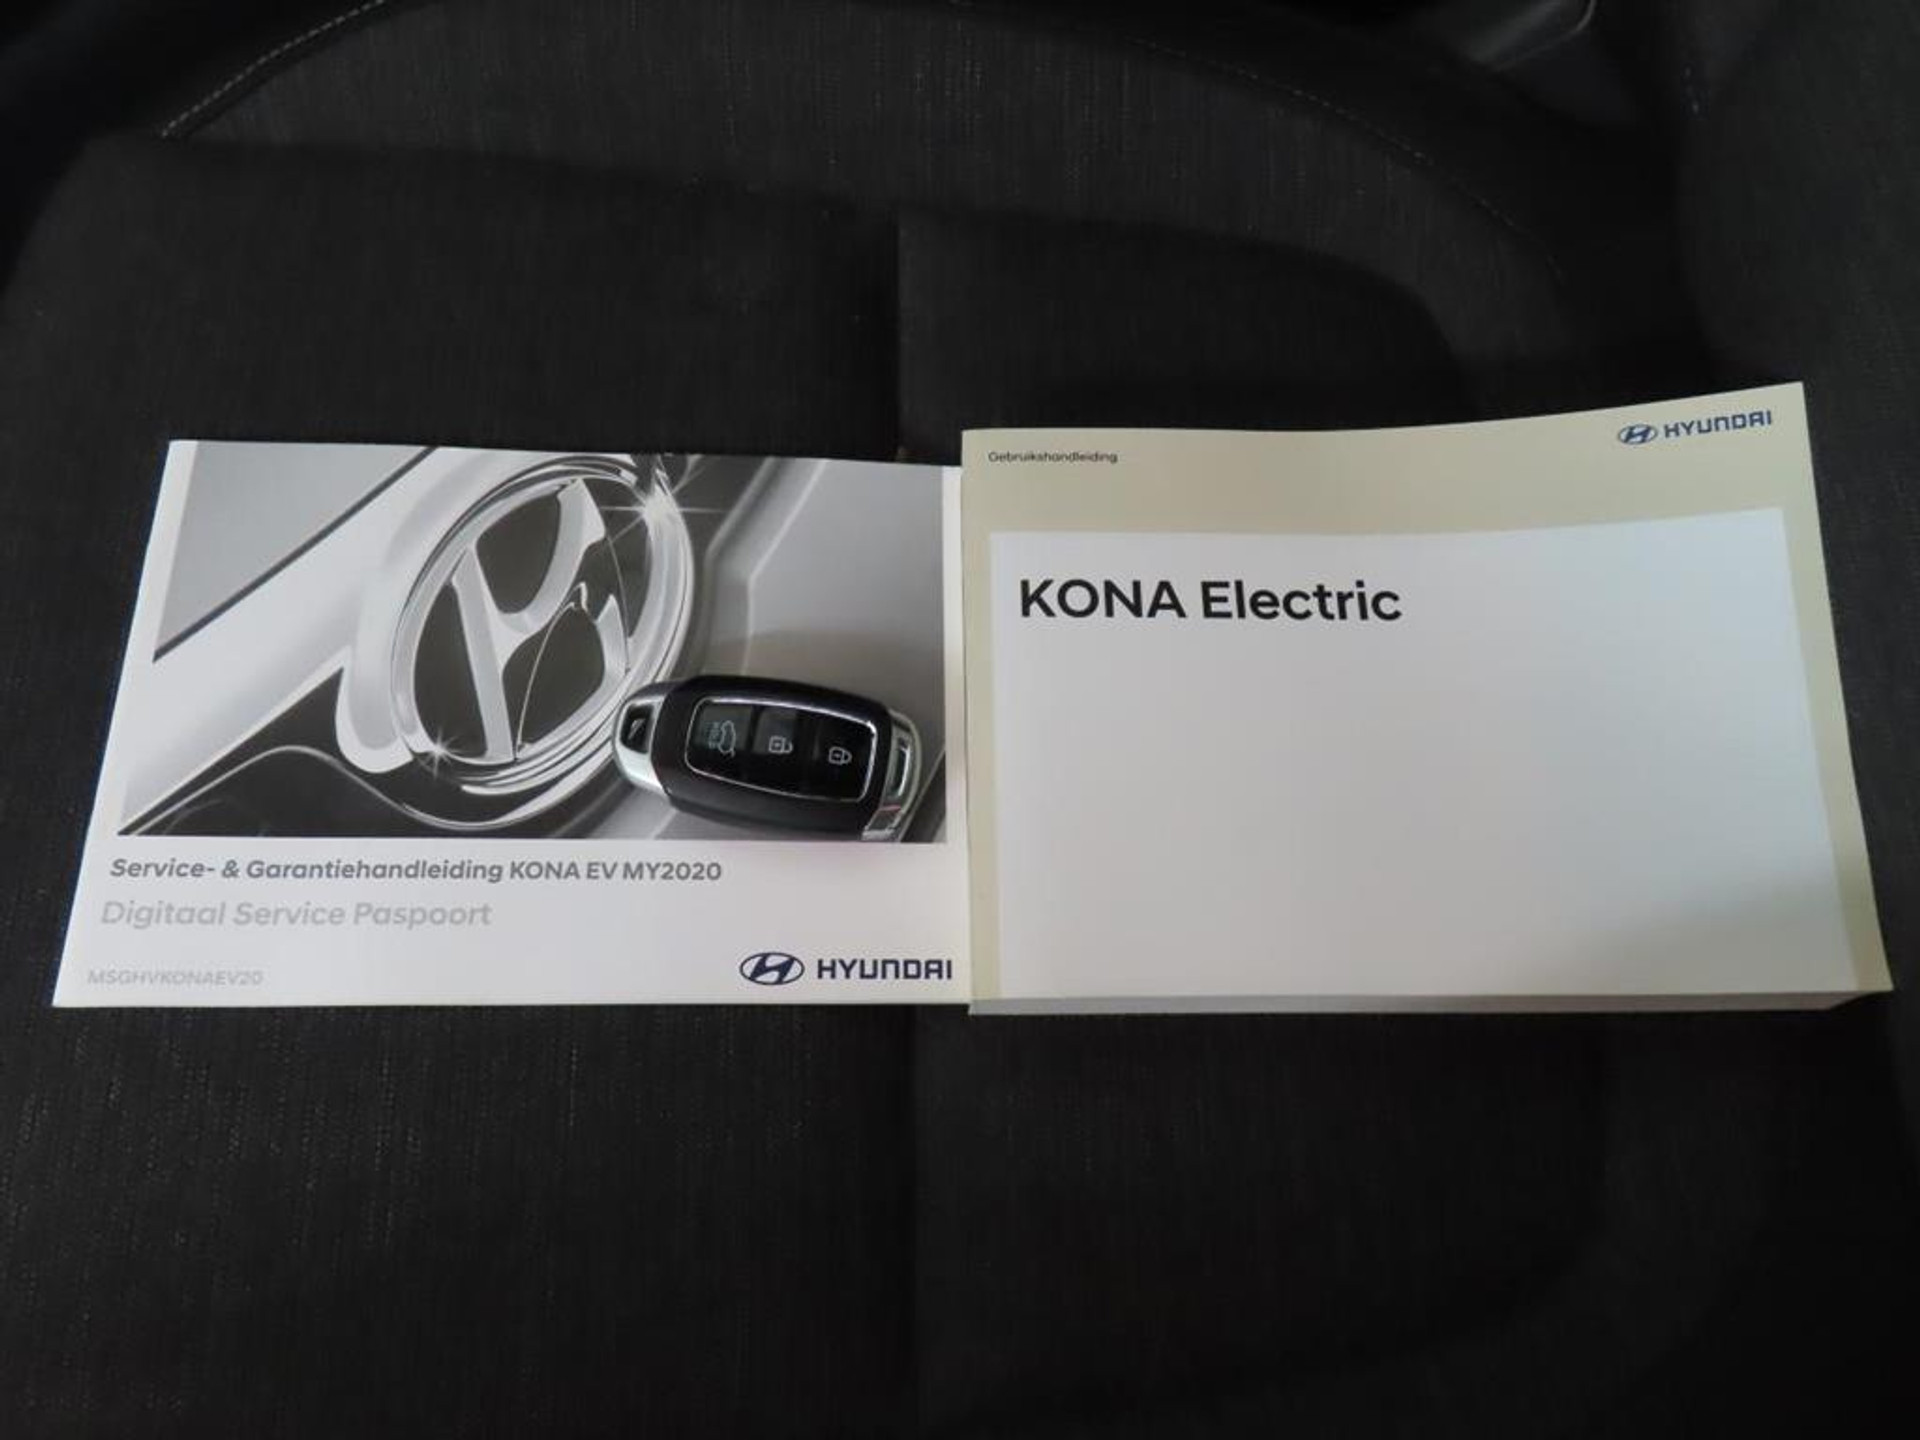 Service- & Garantiehandleiding KONA EV MY2020
Digitaal Service Paspoort
MSGHVKONAEV20
HYUNDAI
Gebruikshandleiding
HYUNDAI
KONA Electric